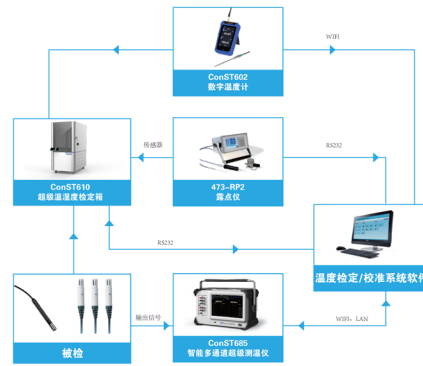 WIFI
ConST602
数字温度计
ConST610
超级温湿度检定箱
传感器
473-RP2
露点仪
RS232
RS232
温度检定/校准系统软件
被检
输出信号
ConST685
智能多通道超级测温仪
WIFI、LAN